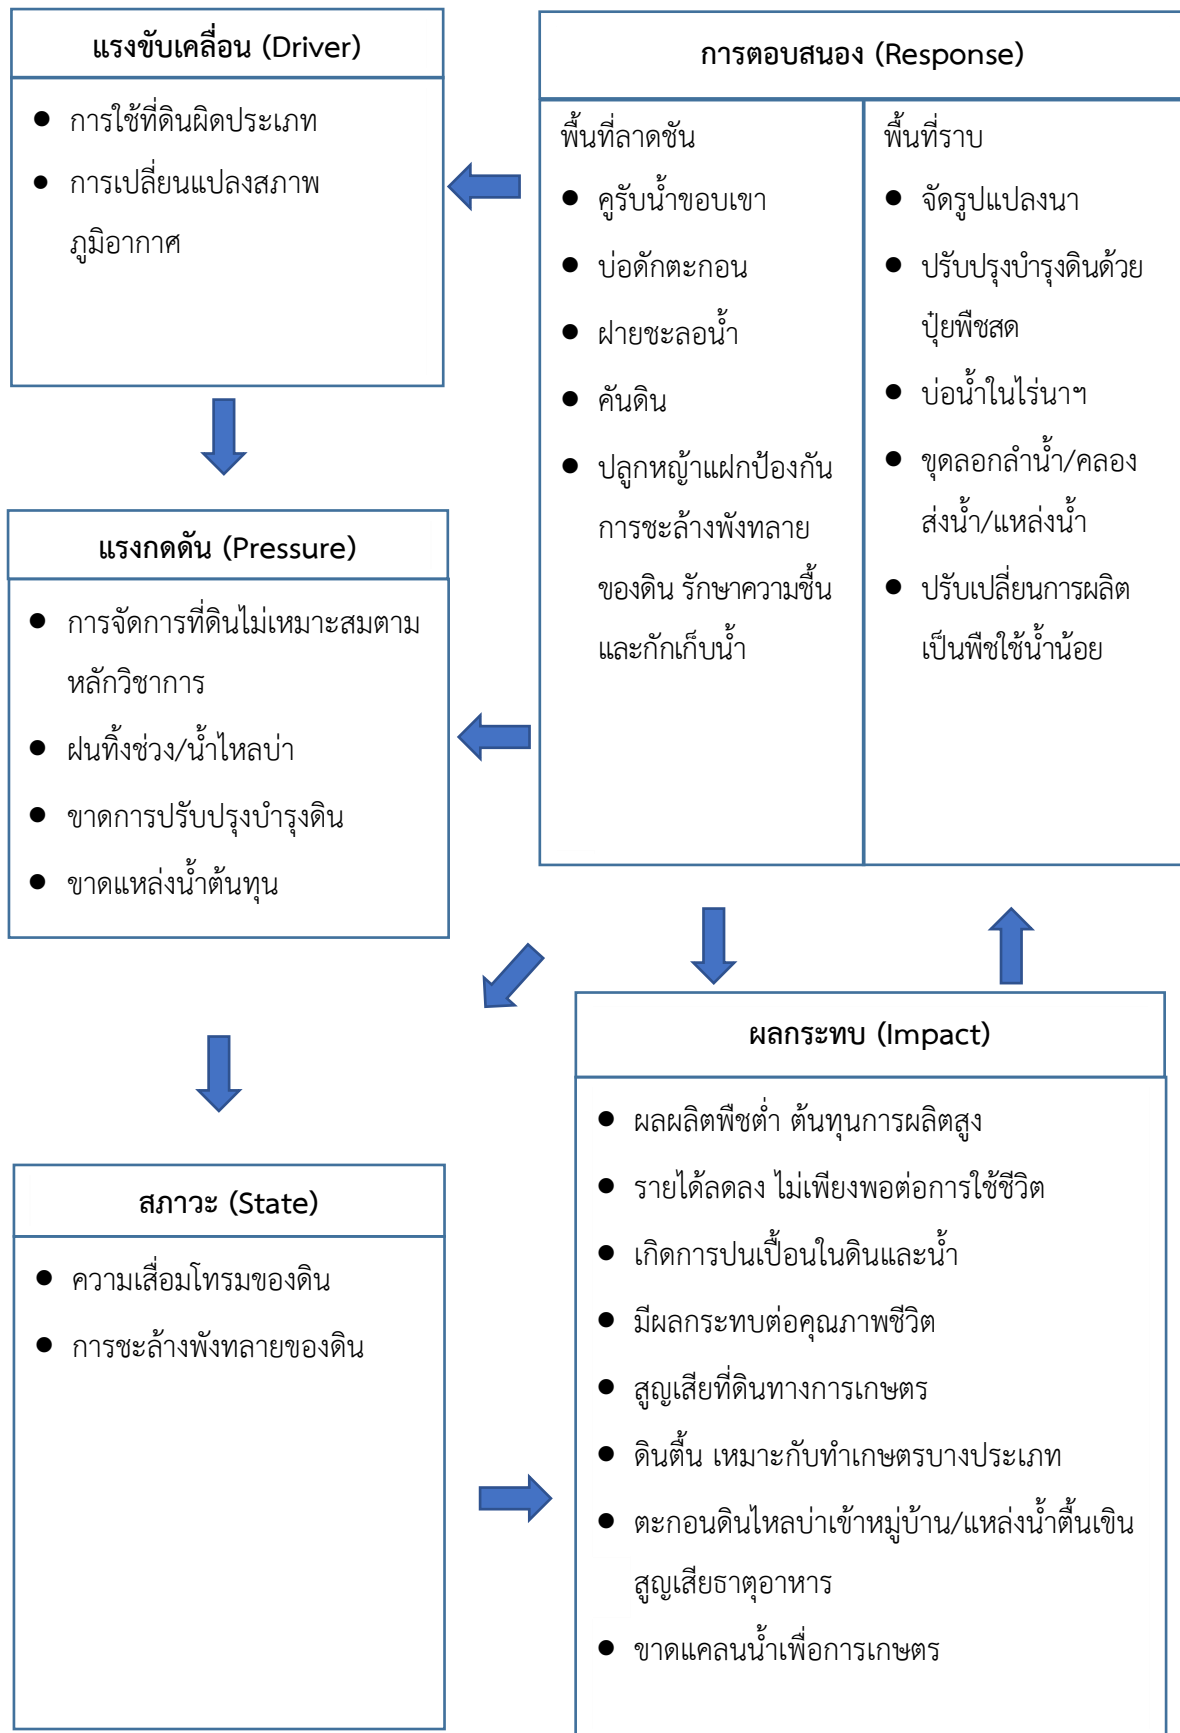 แรงขับเคลื่อน (Driver)
● การใช้ที่ดินผิดประเภท
● การเปลี่ยนแปลงสภาพ
ภูมิอากาศ
การตอบสนอง (Response)
พื้นที่ลาดชัน
● คูรับน้ำขอบเขา
● บ่อดักตะกอน
● ฝายชะลอน้ำ
● คันดิน
● ปลูกหญ้าแฝกป้องกัน
การชะล้างพังทลาย
ของดิน รักษาความชื้น
และกักเก็บน้ำ
พื้นที่ราบ
● จัดรูปแปลงนา
● ปรับปรุงบำรุงดินด้วย
ปุ๋ยพืชสด
● บ่อน้ำในไร่นาฯ
● ขุดลอกลำน้ำ/คลอง
ส่งน้ำ/แหล่งน้ำ
● ปรับเปลี่ยนการผลิต
เป็นพืชใช้น้ำน้อย
แรงกดดัน (Pressure)
● การจัดการที่ดินไม่เหมาะสมตาม
หลักวิชาการ
● ฝนทิ้งช่วง/น้ำไหลบ่า
● ขาดการปรับปรุงบำรุงดิน
● ขาดแหล่งน้ำต้นทุน
สภาวะ (State)
● ความเสื่อมโทรมของดิน
● การชะล้างพังทลายของดิน
ผลกระทบ (Impact)
● ผลผลิตพืชต่ำ ต้นทุนการผลิตสูง
● รายได้ลดลง ไม่เพียงพอต่อการใช้ชีวิต
● เกิดการปนเปื้อนในดินและน้ำ
● มีผลกระทบต่อคุณภาพชีวิต
● สูญเสียที่ดินทางการเกษตร
● ดินตื้น เหมาะกับทำเกษตรบางประเภท
● ตะกอนดินไหลบ่าเข้าหมู่บ้าน/แหล่งน้ำตื้นเขิน
สูญเสียธาตุอาหาร
● ขาดแคลนน้ำเพื่อการเกษตร